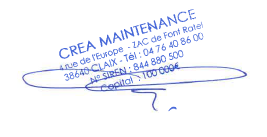 CREA MAINTENANCE
4 rue de l'Europe - ZAC de Font Ratel
38640 CLAIX - Tél : 04 76 40 86 00
N° SIREN : 844 880 500
Capital : 100 000€